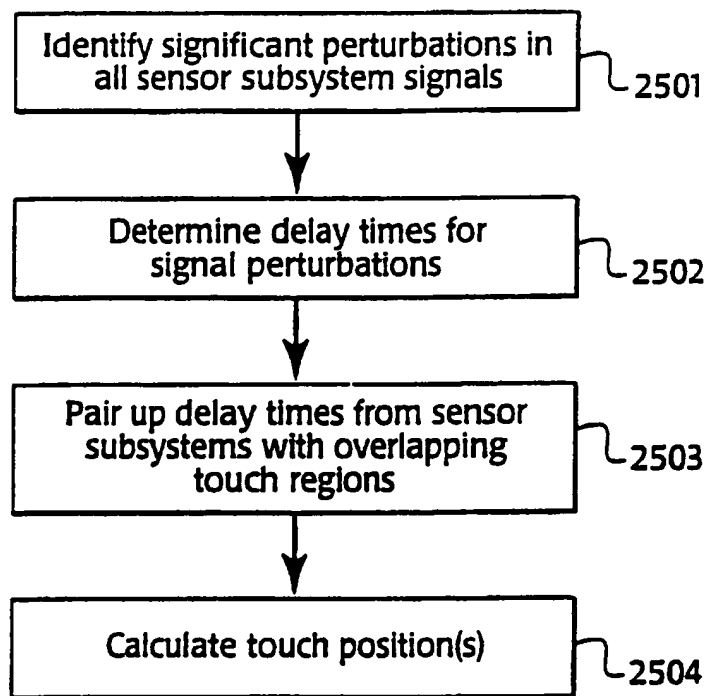 Identify significant perturbations in
all sensor subsystem signals
2501
Determine delay times for
signal perturbations
2502
Pair up delay times from sensor
subsystems with overlapping
touch regions
2503
Calculate touch position(s)
2504